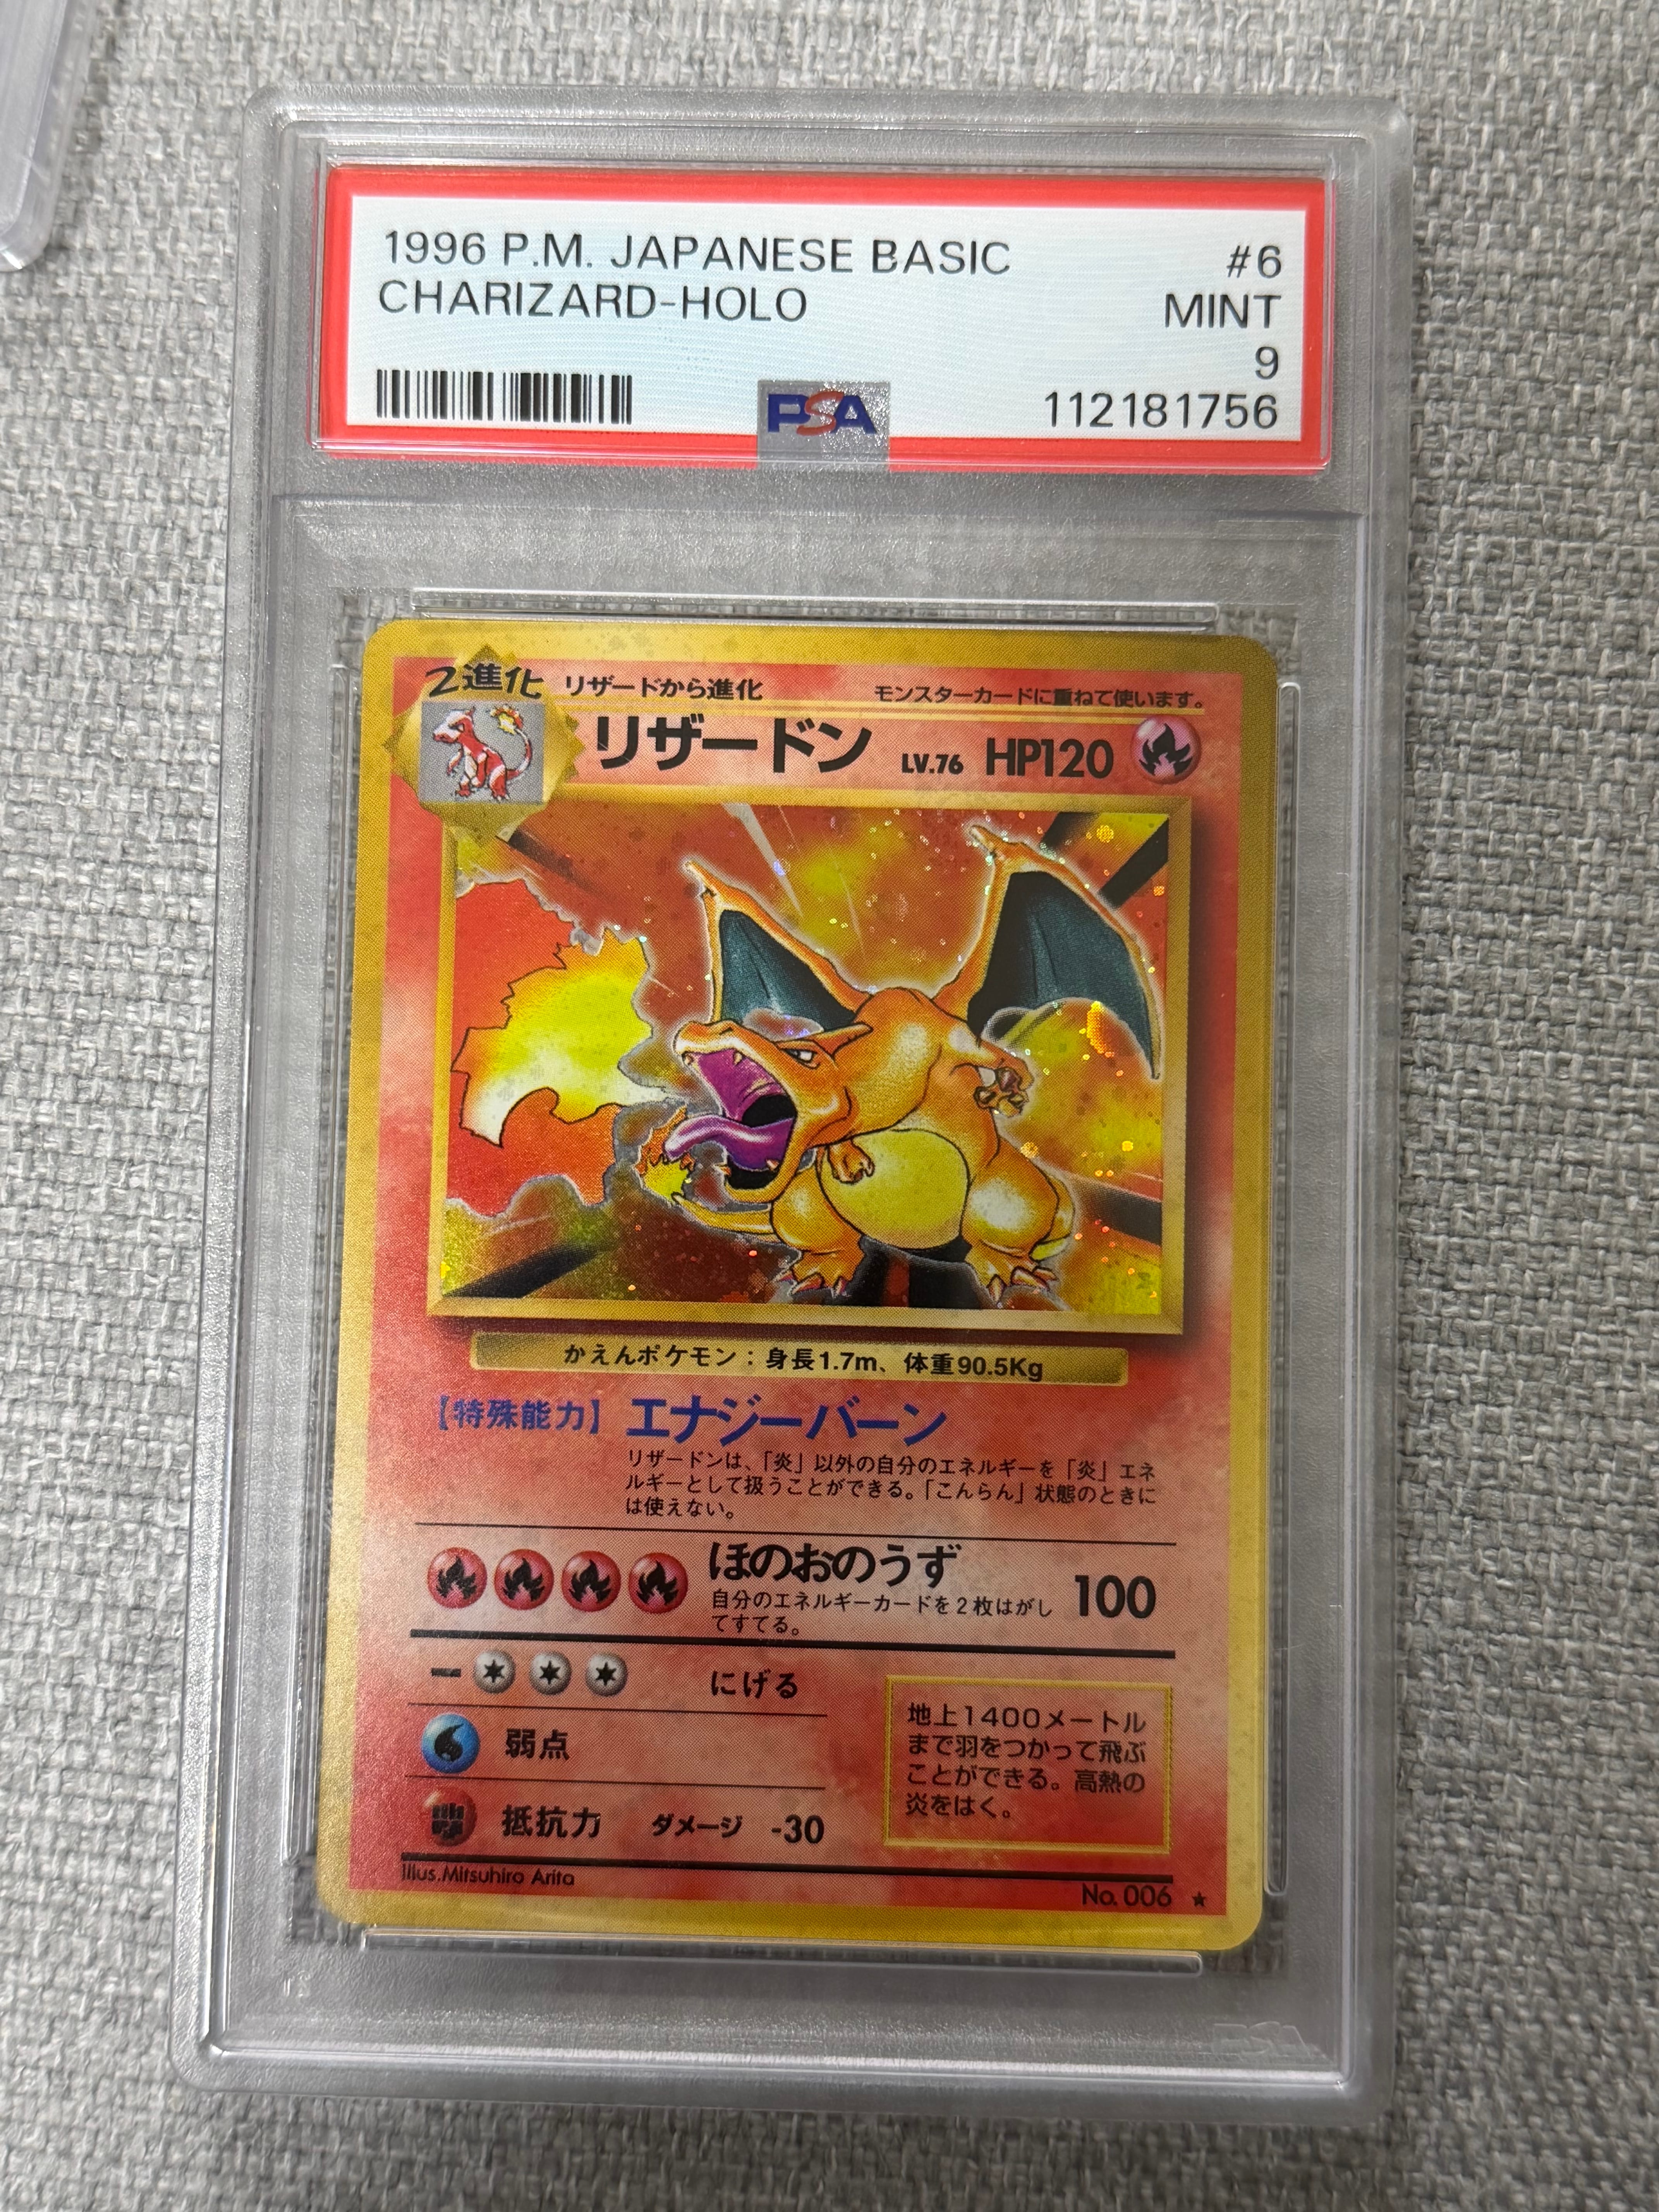 1996 P.M. JAPANESE BASIC #6
CHARIZARD-HOLO MINT
9
PSA 112181756
2進化 リザードから進化 モンスターカードに重ねて使います。
リザードン LV.76 HP120
かえんポケモン:身長1.7m、体重90.5Kg
【特殊能力】 エナジーバーン
リザードンは、「炎」以外の自分のエネルギーを「炎」エネ
ルギーとして扱うことができる。「こんらん」状態のときに
は使えない。
ほのおのうず 100
自分のエネルギーカードを2枚はがし
てすてる。
ー にげる
弱点
抵抗力 ダメージ -30
地上1400メートル
まで羽をつかって飛ぶ
ことができる。高熱の
炎をはく。
Illus.Mitsuhiro Arita
No. 006 ★
PSA